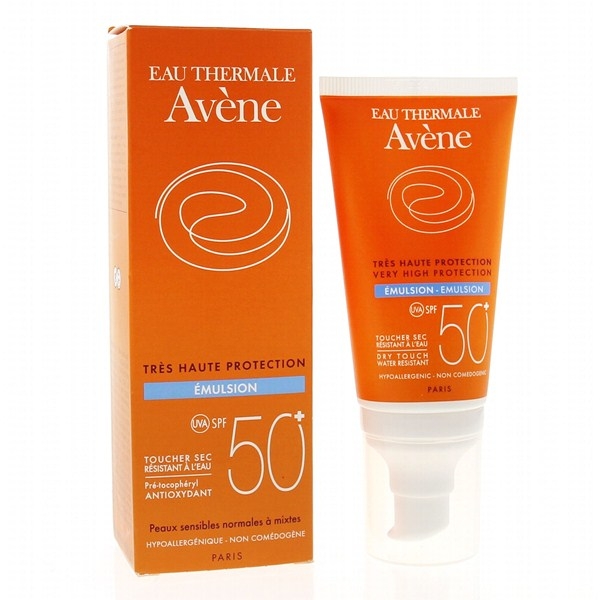 EAU THERMALE
Avène
TRÈS HAUTE PROTECTION
ÉMULSION
UVA SPF 50+
TOUCHER SEC
RÉSISTANT À L'EAU
Pré-tocophéryl
ANTIOXYDANT
Peaux sensibles normales à mixtes
HYPOALLERGÉNIQUE - NON COMÉDOGÈNE
PARIS
EAU THERMALE
Avène
TRÈS HAUTE PROTECTION
VERY HIGH PROTECTION
ÉMULSION - EMULSION
UVA SPF 50+
TOUCHER SEC
RÉSISTANT À L'EAU
DRY TOUCH
WATER RESISTANT
HYPOALLERGENIC - NON COMEDOGENIC
PARIS